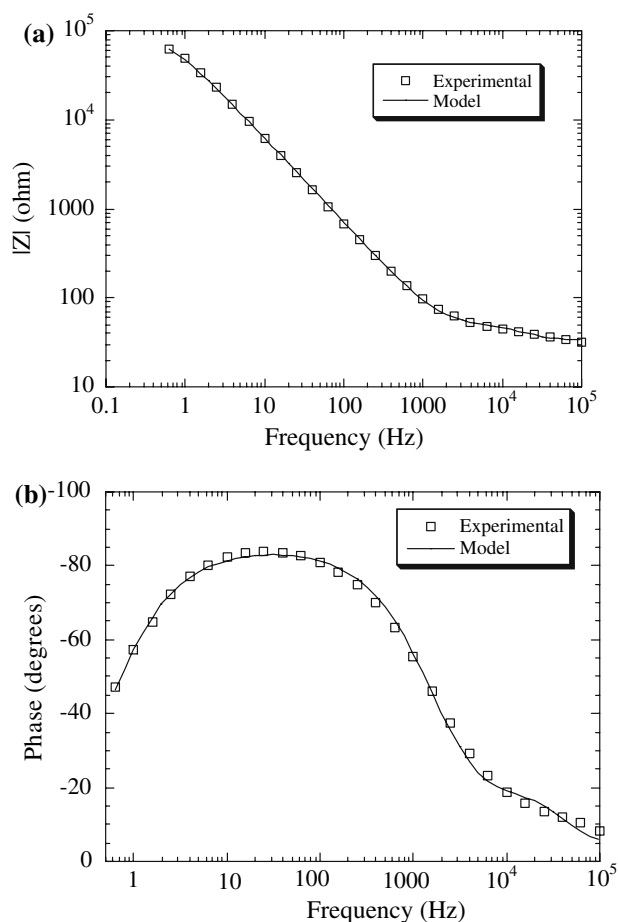 (a)
10^5
10^4
1000
100
10
|Z| (ohm)
Experimental
Model
0.1 1 10 100 1000 10^4 10^5
Frequency (Hz)
(b)
-100
-80
-60
-40
-20
0
Phase (degrees)
Experimental
Model
1 10 100 1000 10^4 10^5
Frequency (Hz)